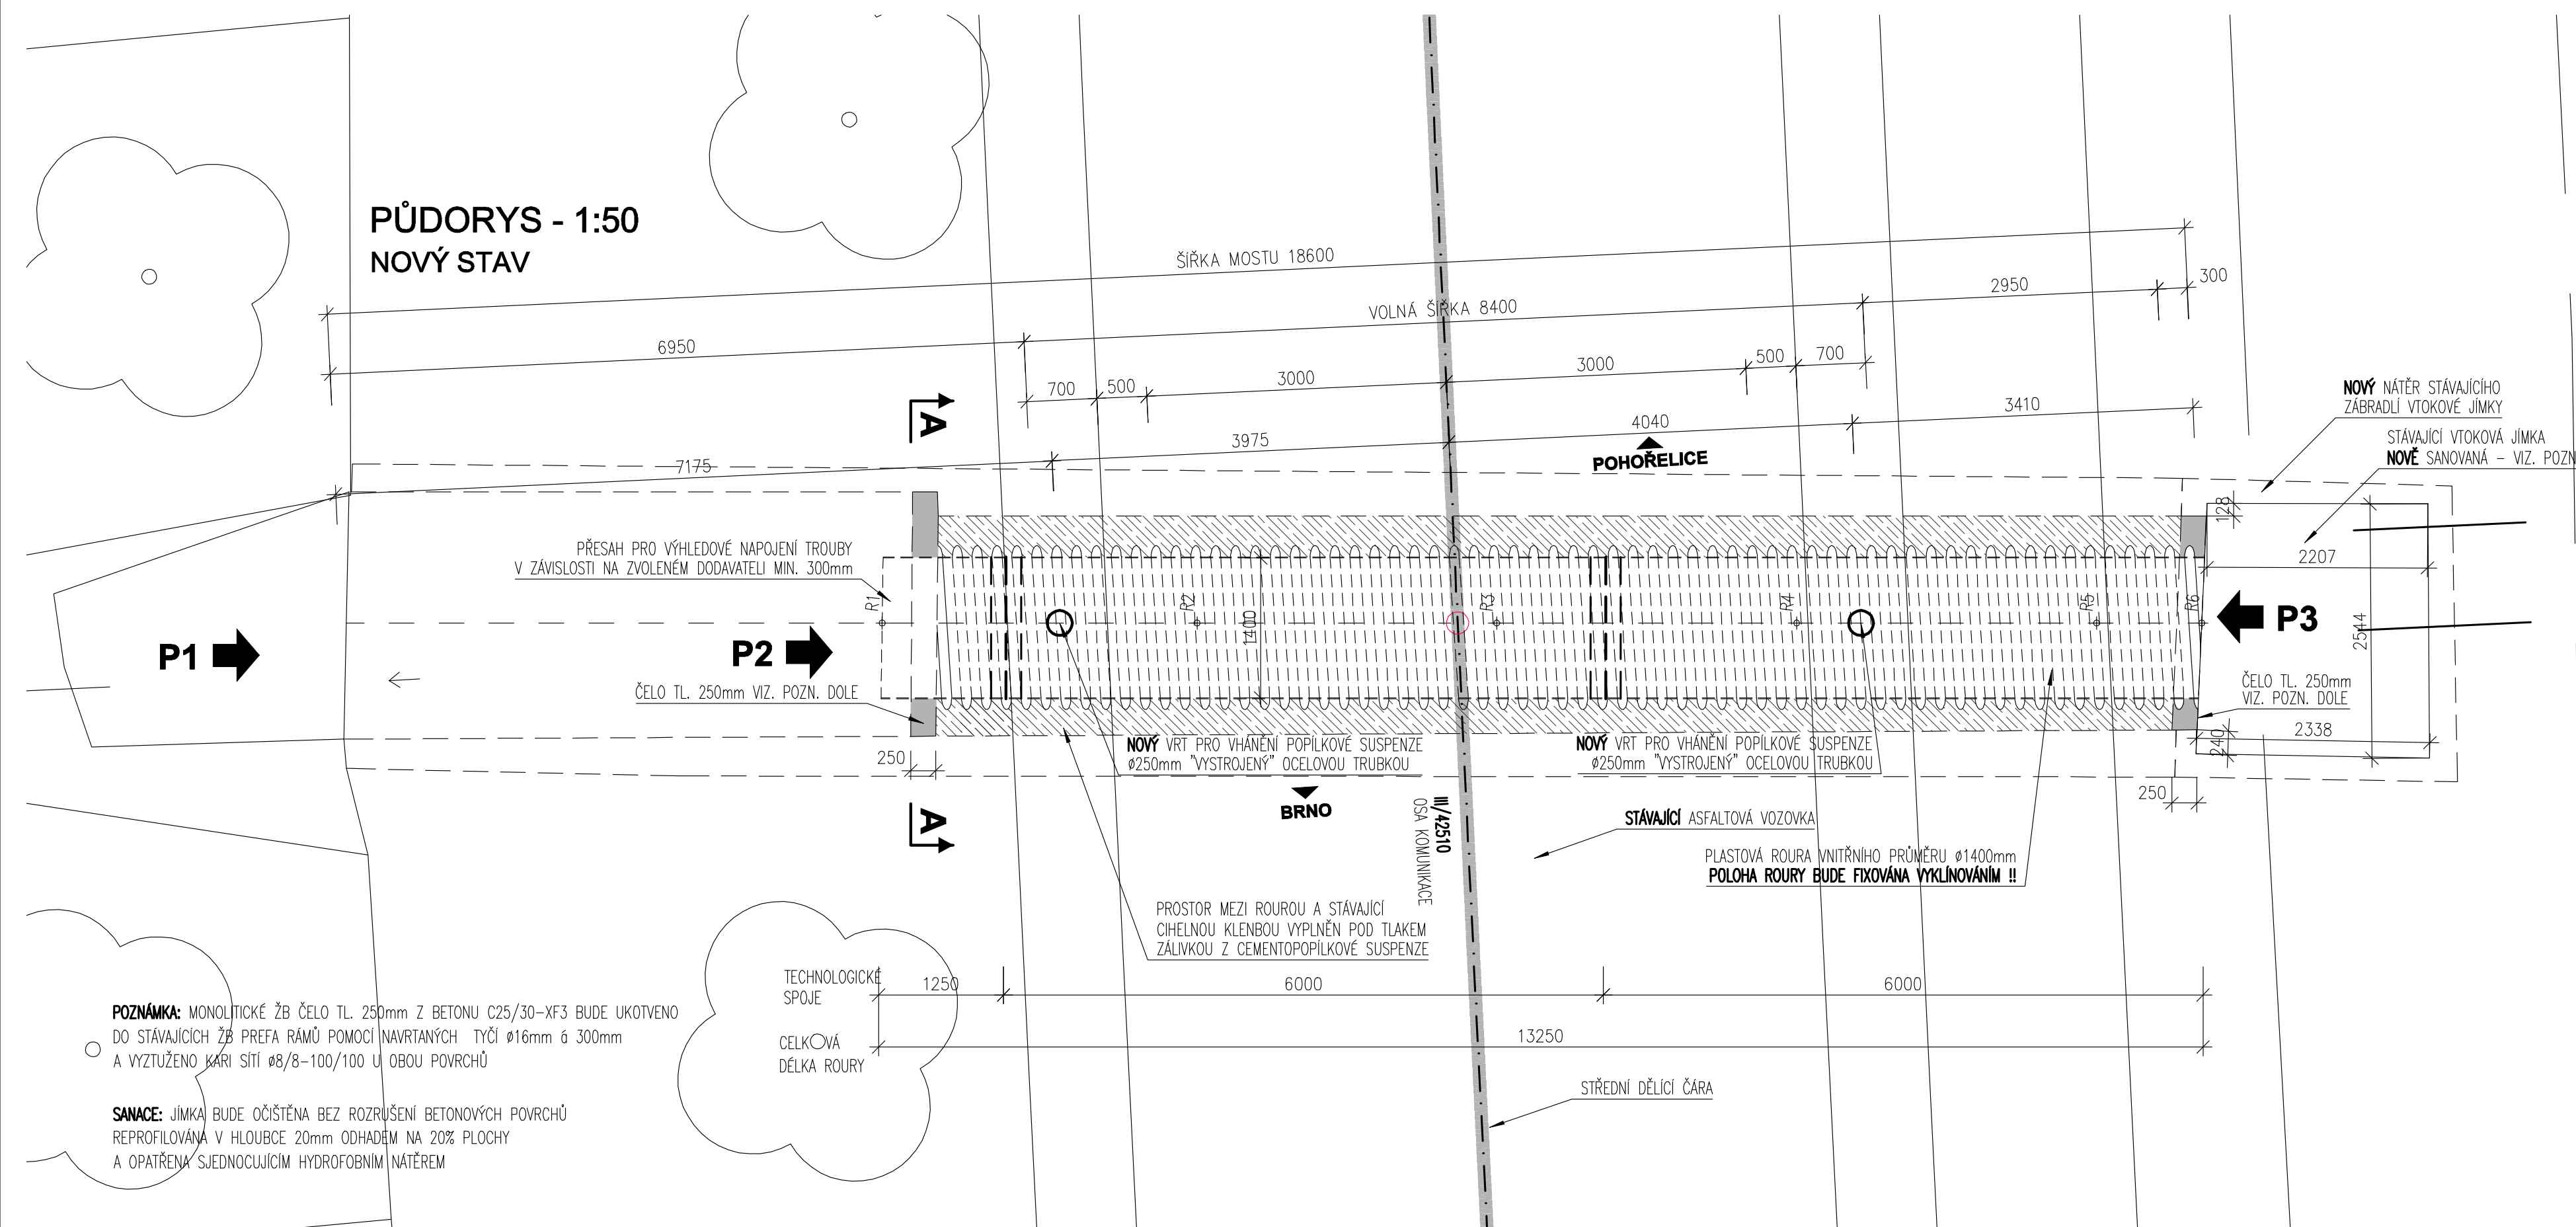 PŮDORYS - 1:50
NOVÝ STAV
ŠÍŘKA MOSTU 18600
300
2950
VOLNÁ ŠÍŘKA 8400
6950
700
500
3000
3000
500
700
3410
4040
3975
7175
POHOŘELICE
A
NOVÝ NÁTĚR STÁVAJÍCÍHO
ZÁBRADLÍ VTOKOVÉ JÍMKY
STÁVAJÍCÍ VTOKOVÁ JÍMKA
NOVĚ SANOVANÁ - VIZ. POZN
128
2207
2544
PŘESAH PRO VÝHLEDOVÉ NAPOJENÍ TROUBY
V ZÁVISLOSTI NA ZVOLENÉM DODAVATELI MIN. 300mm
R1
R2
1400
R3
R4
R5
R6
P1
P2
P3
ČELO TL. 250mm VIZ. POZN. DOLE
ČELO TL. 250mm
VIZ. POZN. DOLE
2338
240
250
250
NOVÝ VRT PRO VHÁNĚNÍ POPÍLKOVÉ SUSPENZE
ø250mm "VYSTROJENÝ" OCELOVOU TRUBKOU
NOVÝ VRT PRO VHÁNĚNÍ POPÍLKOVÉ SUSPENZE
ø250mm "VYSTROJENÝ" OCELOVOU TRUBKOU
BRNO
A
III/42510
OSA KOMUNIKACE
STÁVAJÍCÍ ASFALTOVÁ VOZOVKA
PLASTOVÁ ROURA VNITŘNÍHO PRŮMĚRU ø1400mm
POLOHA ROURY BUDE FIXOVÁNA VYKLÍNOVÁNÍM !!
PROSTOR MEZI ROUROU A STÁVAJÍCÍ
CIHELNOU KLENBOU VYPLNĚN POD TLAKEM
ZÁLIVKOU Z CEMENTOPOPÍLKOVÉ SUSPENZE
TECHNOLOGICKÉ
SPOJE
1250
6000
6000
CELKOVÁ
DÉLKA ROURY
13250
STŘEDNÍ DĚLÍCÍ ČÁRA
POZNÁMKA: MONOLITICKÉ ŽB ČELO TL. 250mm Z BETONU C25/30-XF3 BUDE UKOTVENO
DO STÁVAJÍCÍCH ŽB PREFA RÁMŮ POMOCÍ NAVRTANÝCH TYČÍ ø16mm á 300mm
A VYZTUŽENO KARI SÍTÍ ø8/8-100/100 U OBOU POVRCHŮ
SANACE: JÍMKA BUDE OČIŠTĚNA BEZ ROZRUŠENÍ BETONOVÝCH POVRCHŮ
REPROFILOVÁNA V HLOUBCE 20mm ODHADEM NA 20% PLOCHY
A OPATŘENA SJEDNOCUJÍCÍM HYDROFOBNÍM NÁTĚREM